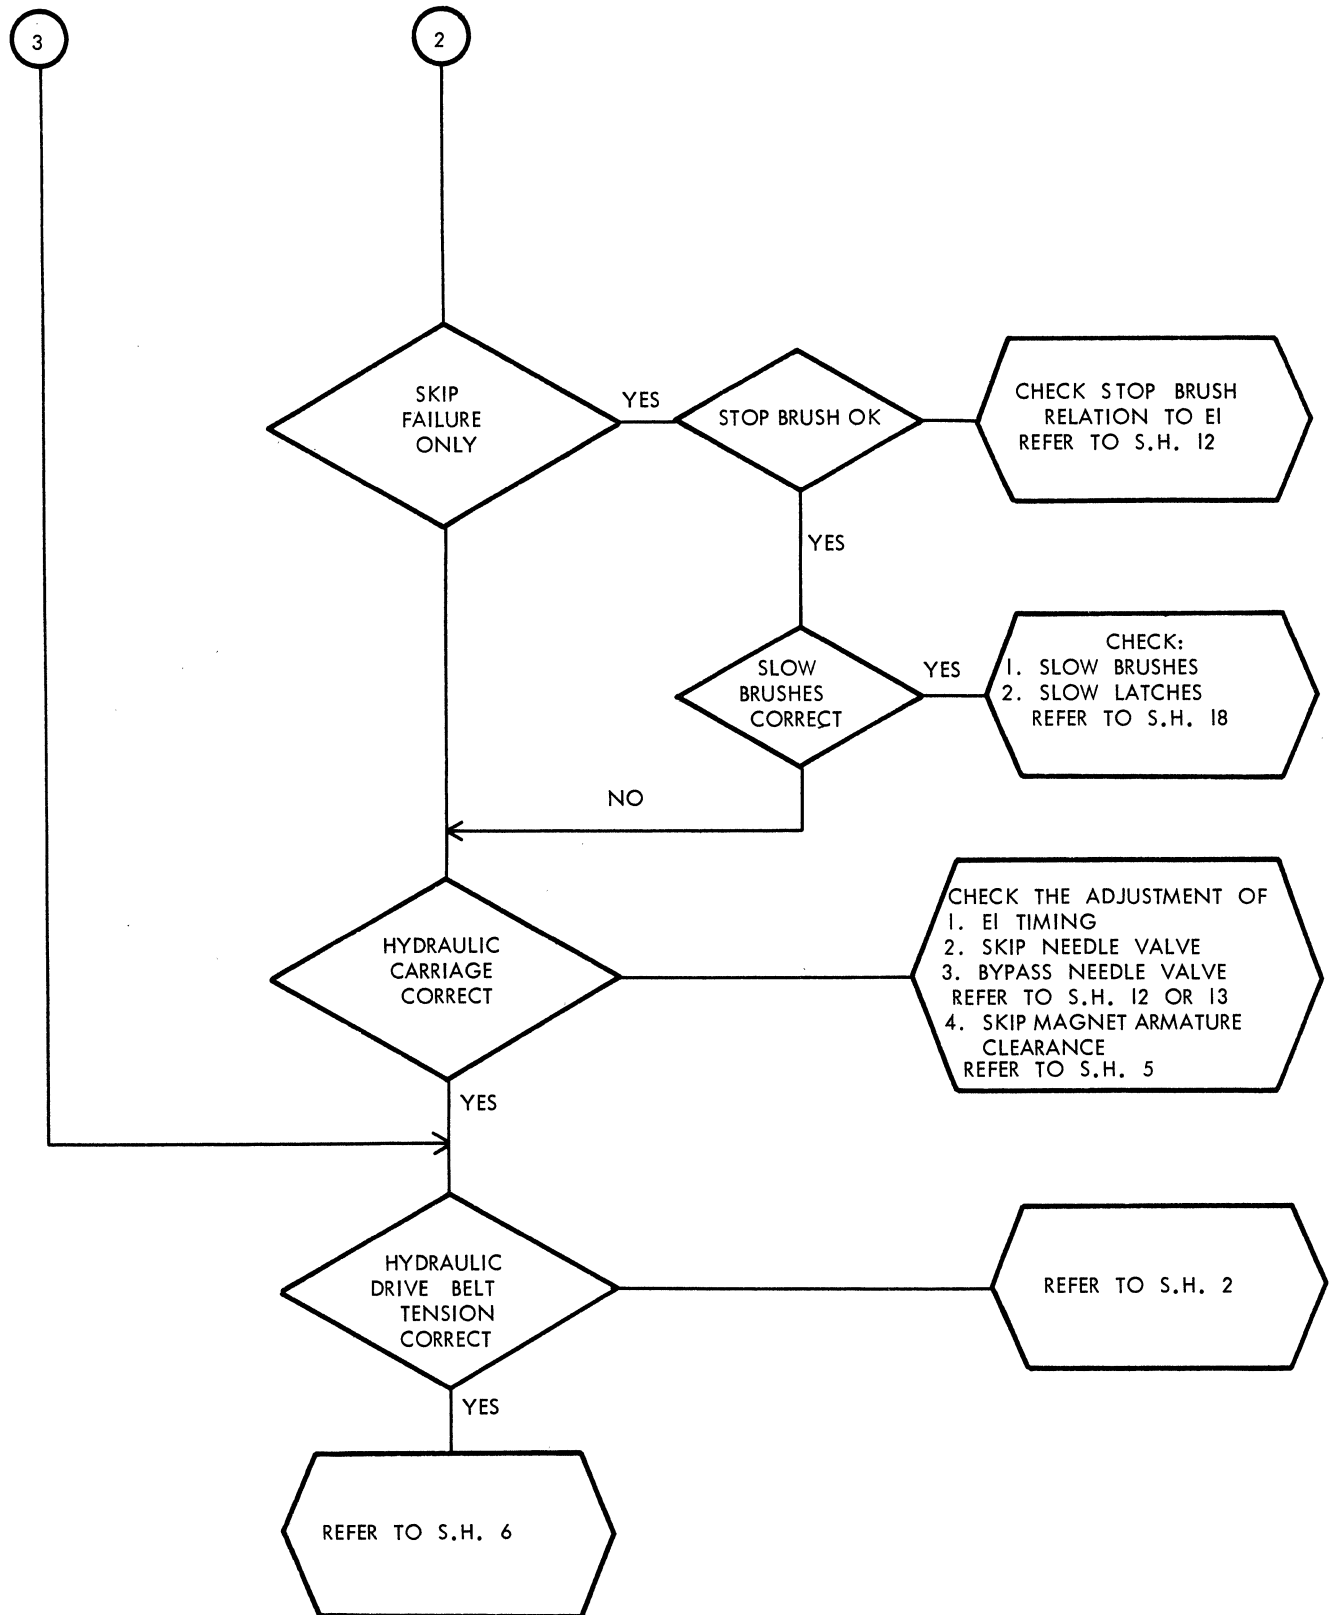 3
2
SKIP
FAILURE
ONLY
YES
STOP BRUSH OK
CHECK STOP BRUSH
RELATION TO E1
REFER TO S.H. 12
YES
SLOW
BRUSHES
CORRECT
YES
CHECK:
1. SLOW BRUSHES
2. SLOW LATCHES
REFER TO S.H. 18
NO
HYDRAULIC
CARRIAGE
CORRECT
CHECK THE ADJUSTMENT OF
1. E1 TIMING
2. SKIP NEEDLE VALVE
3. BYPASS NEEDLE VALVE
REFER TO S.H. 12 OR 13
4. SKIP MAGNET ARMATURE
CLEARANCE
REFER TO S.H. 5
YES
HYDRAULIC
DRIVE BELT
TENSION
CORRECT
REFER TO S.H. 2
YES
REFER TO S.H. 6